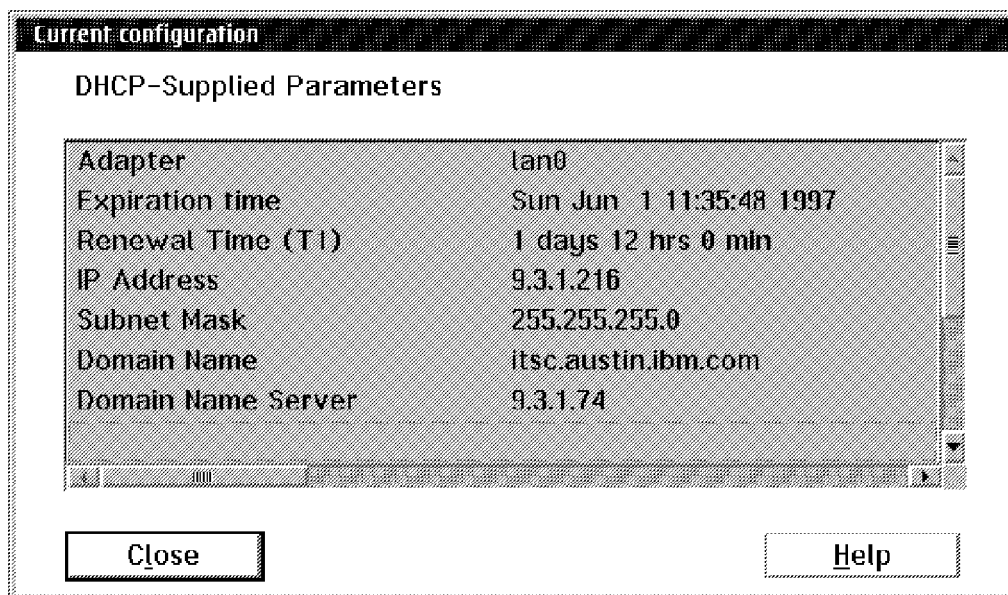 Current configuration
DHCP-Supplied Parameters
Adapter lan0
Expiration time Sun Jun 1 11:35:48 1997
Renewal Time (T1) 1 days 12 hrs 0 min
IP Address 9.3.1.216
Subnet Mask 255.255.255.0
Domain Name itsc.austin.ibm.com
Domain Name Server 9.3.1.74
Close Help